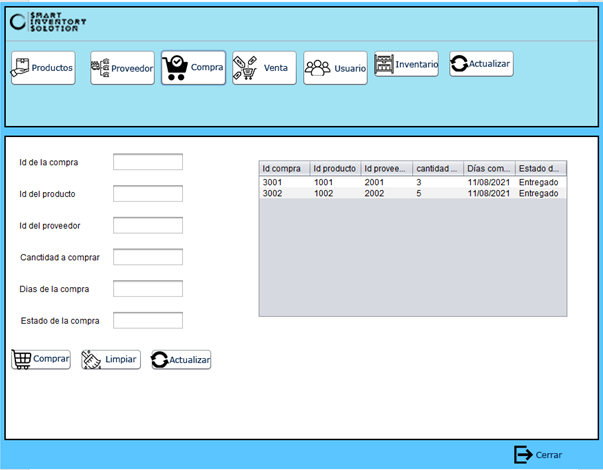 SMART
INVENTORY
SOLUTION
Productos
Proveedor
Compra
Venta
Usuario
Inventario
Actualizar
Id de la compra
Id del producto
Id del proveedor
Canctidad a comprar
Dias de la compra
Estado de la compra
Id compra Id producto Id provee... cantidad ... Días com... Estado d...
3001 1001 2001 3 11/08/2021 Entregado
3002 1002 2002 5 11/08/2021 Entregado
Comprar
Limpiar
Actualizar
Cerrar